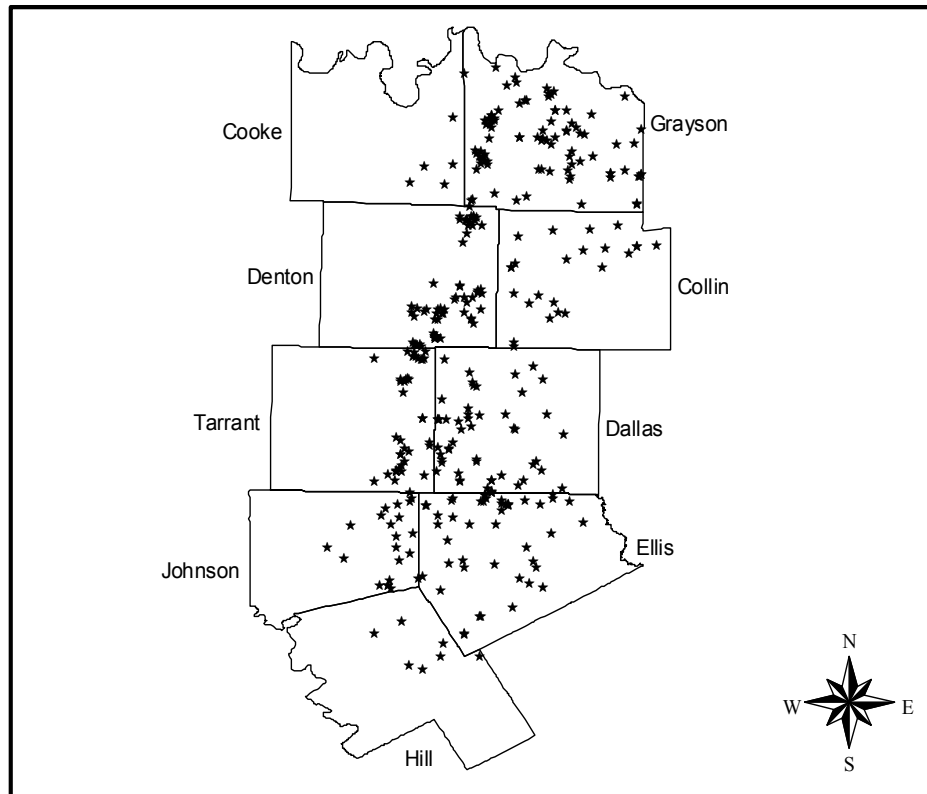 Cooke
Grayson
Denton
Collin
Tarrant
Dallas
Johnson
Ellis
Hill
N
W
E
S